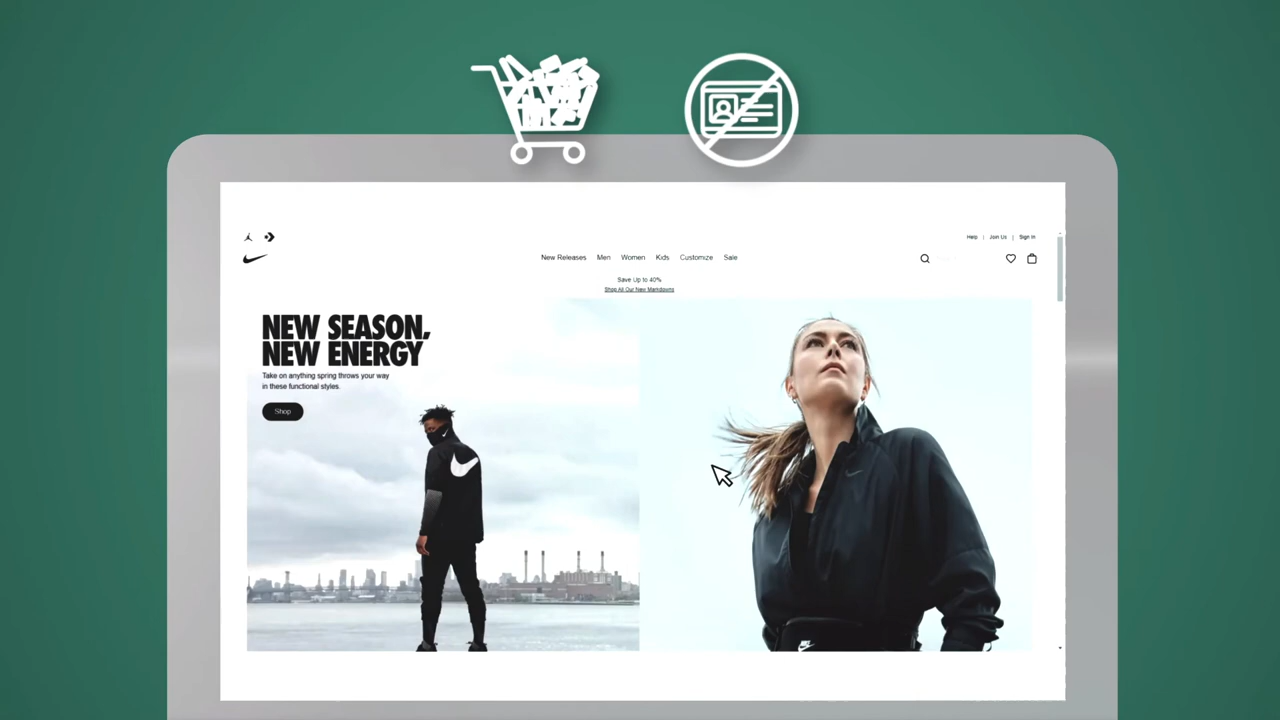 Help | Join Us | Sign In
New Releases Men Women Kids Customize Sale
Save Up to 40%
Shop All Our New Markdowns
NEW SEASON,
NEW ENERGY
Take on anything spring throws your way
in these functional styles.
Shop
NIKE